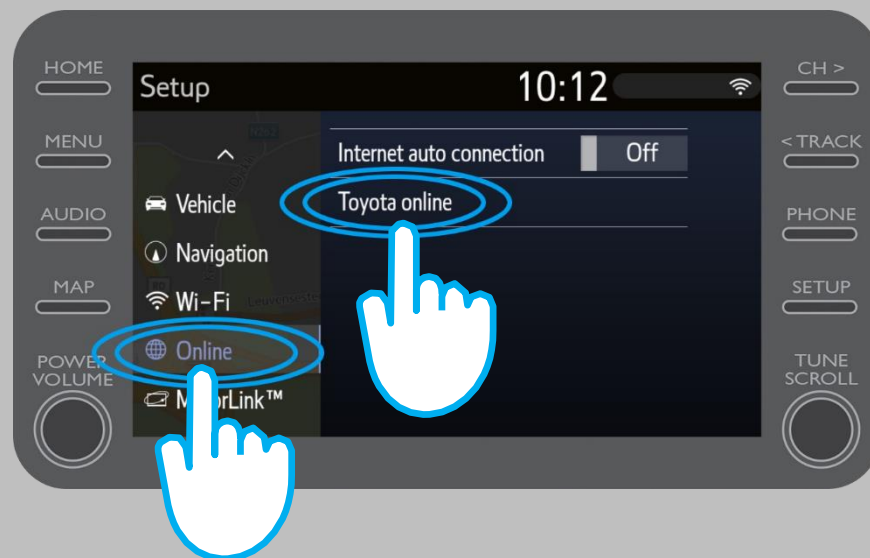 HOME
MENU
AUDIO
MAP
POWER
VOLUME
Setup
10:12
Vehicle
Navigation
Wi-Fi
Online
Internet auto connection
Off
Toyota online
N262
CH >
< TRACK
PHONE
SETUP
TUNE
SCROLL